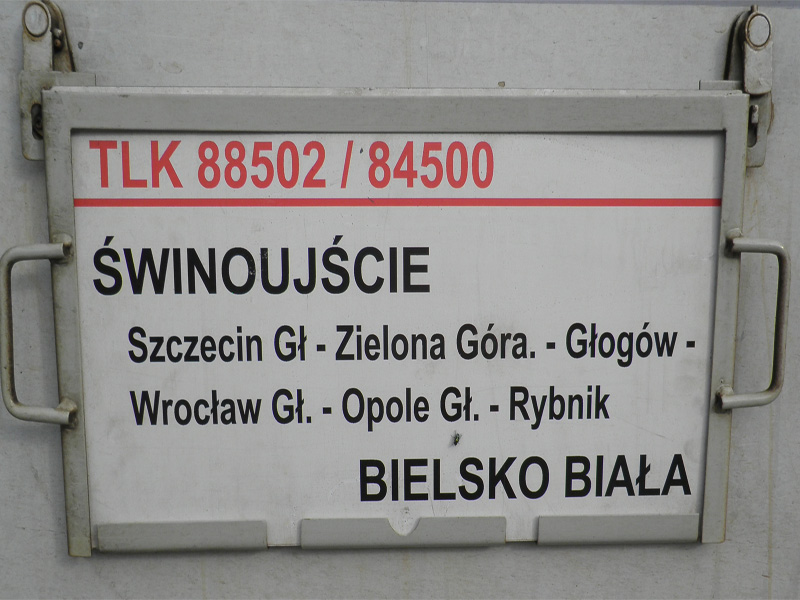 TLK 88502 / 84500
ŚWINOUJŚCIE
Szczecin Gł - Zielona Góra. - Głogów -
Wrocław Gł. - Opole Gł. - Rybnik
BIELSKO BIAŁA